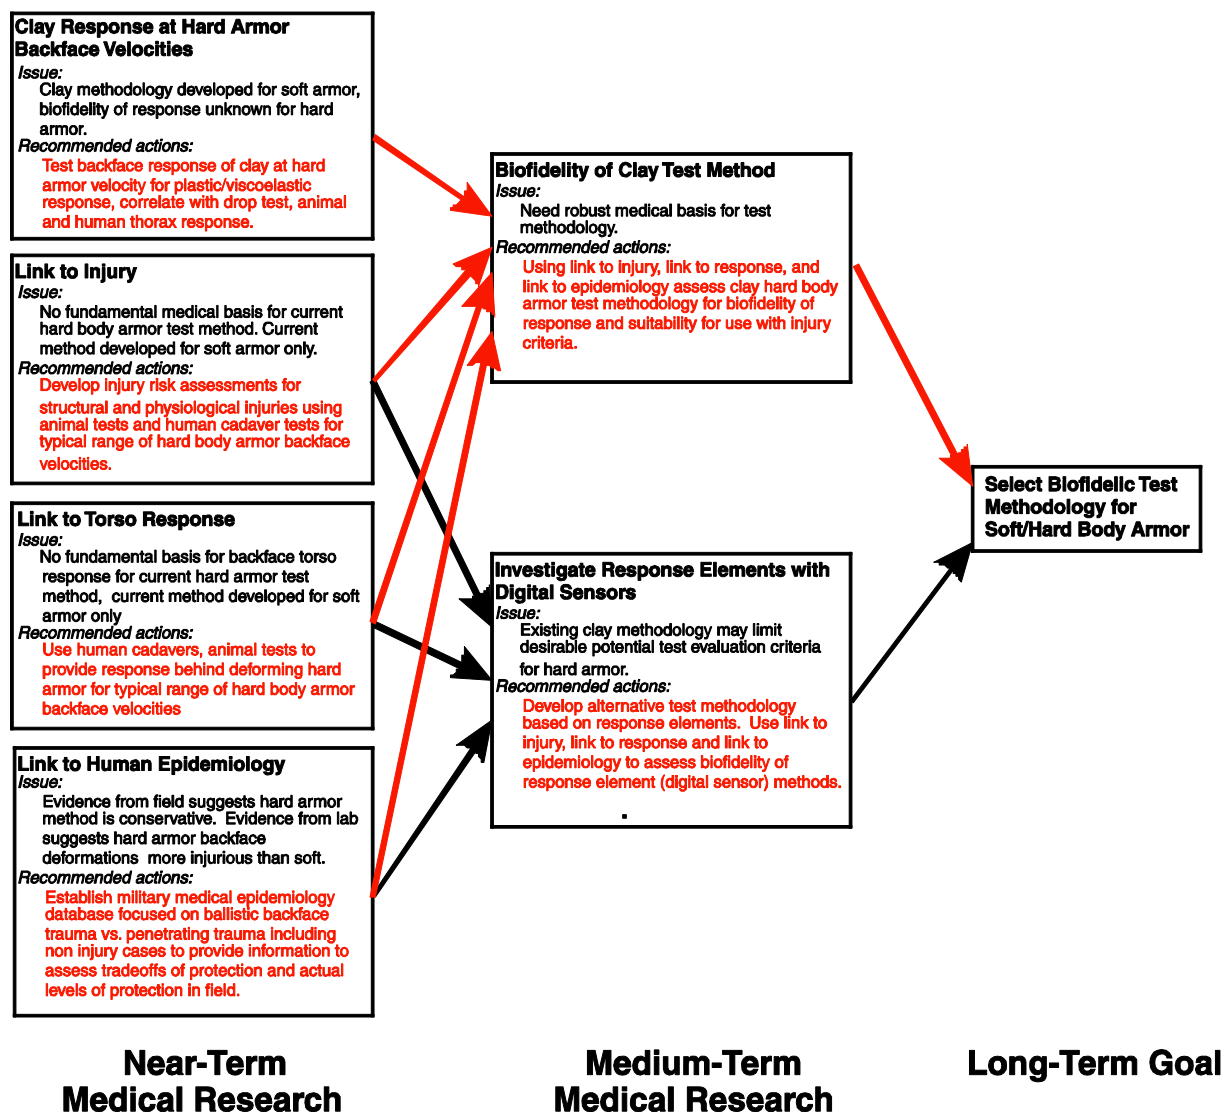 Clay Response at Hard Armor
Backface Velocities
Issue:
Clay methodology developed for soft armor,
biofidelity of response unknown for hard
armor.
Recommended actions:
Test backface response of clay at hard
armor velocity for plastic/viscoelastic
response, correlate with drop test, animal
and human thorax response.
Link to Injury
Issue:
No fundamental medical basis for current
hard body armor test method. Current
method developed for soft armor only.
Recommended actions:
Develop injury risk assessments for
structural and physiological injuries using
animal tests and human cadaver tests for
typical range of hard body armor backface
velocities.
Link to Torso Response
Issue:
No fundamental basis for backface torso
response for current hard armor test
method, current method developed for soft
armor only
Recommended actions:
Use human cadavers, animal tests to
provide response behind deforming hard
armor for typical range of hard body armor
backface velocities
Link to Human Epidemiology
Issue:
Evidence from field suggests hard armor
method is conservative. Evidence from lab
suggests hard armor backface
deformations more injurious than soft.
Recommended actions:
Establish military medical epidemiology
database focused on ballistic backface
trauma vs. penetrating trauma including
non injury cases to provide information to
assess tradeoffs of protection and actual
levels of protection in field.
Near-Term
Medical Research
Biofidelity of Clay Test Method
Issue:
Need robust medical basis for test
methodology.
Recommended actions:
Using link to injury, link to response, and
link to epidemiology assess clay hard body
armor test methodology for biofidelity of
response and suitability for use with injury
criteria.
Investigate Response Elements with
Digital Sensors
Issue:
Existing clay methodology may limit
desirable potential test evaluation criteria
for hard armor.
Recommended actions:
Develop alternative test methodology
based on response elements. Use link to
injury, link to response and link to
epidemiology to assess biofidelity of
response element (digital sensor) methods.
.
Medium-Term
Medical Research
Select Biofidelic Test
Methodology for
Soft/Hard Body Armor
Long-Term Goal